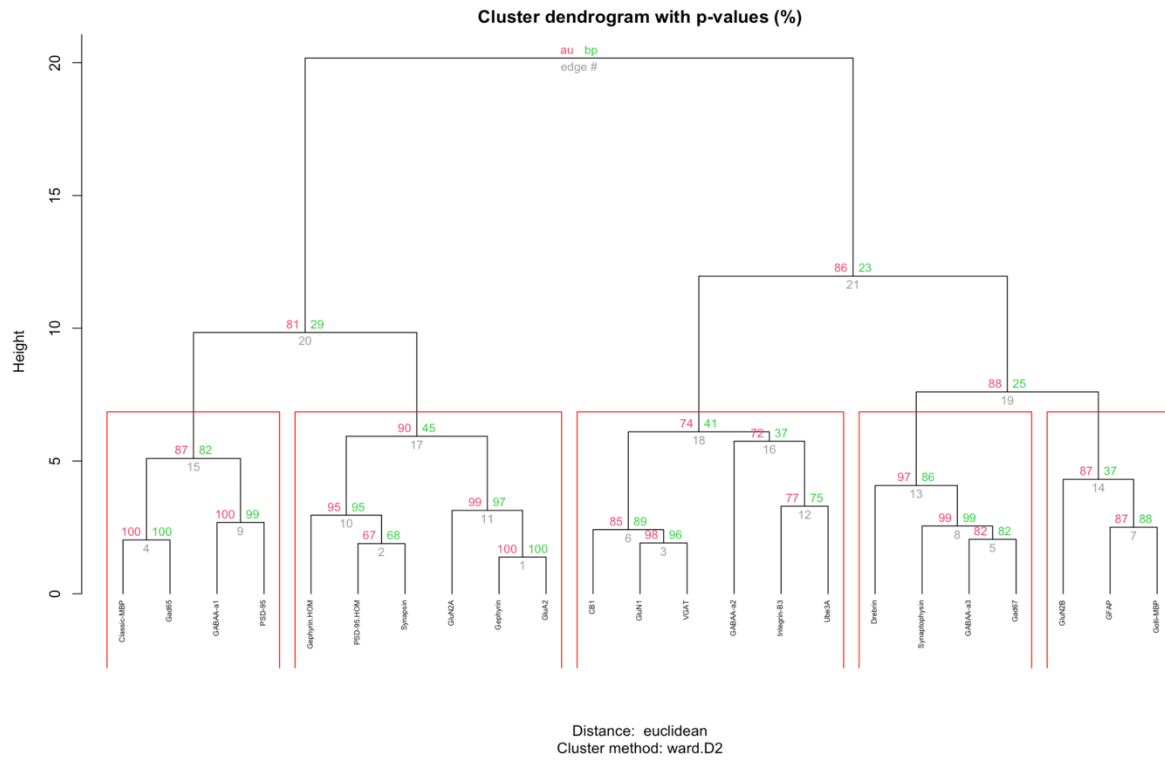 Cluster dendrogram with p-values (%)
au bp
edge #
Height
20
15
10
5
0
86 23
21
81 29
20
88 25
19
74 41
18
90 45
17
72 37
16
87 82
15
87 37
14
97 86
13
77 75
12
99 97
11
95 95
10
100 99
9
99 99
8
87 88
7
85 89
6
82 82
5
100 100
4
98 96
3
67 68
2
100 100
1
Classic-MBP
Gad65
GABAA-a1
PSD-95
Gephyrin.HOM
PSD-95.HOM
Synapsin
GluN2A
Gephyrin
GluA2
CB1
GluN1
VGAT
GABAA-a2
Integrin-B3
Ube3A
Drebrin
Synaptophysin
GABAA-a3
Gad67
GluN2B
GFAP
Golli-MBP
Distance: euclidean
Cluster method: ward.D2